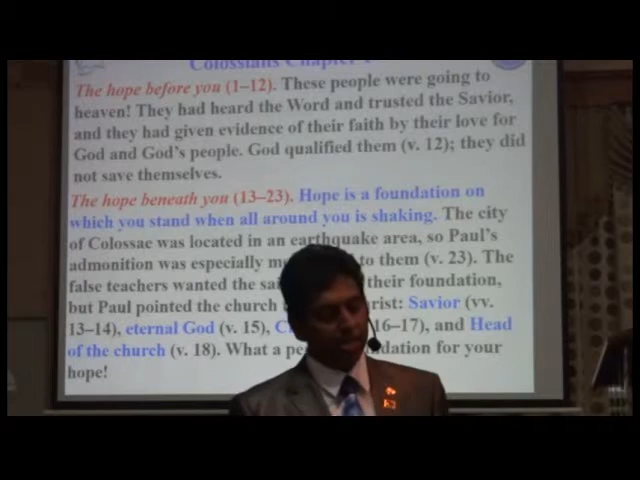 Colossians Chapter
The hope before you (1–12). These people were going to
heaven! They had heard the Word and trusted the Savior,
and they had given evidence of their faith by their love for
God and God's people. God qualified them (v. 12); they did
not save themselves.
The hope beneath you (13–23). Hope is a foundation on
which you stand when all around you is shaking. The city
of Colossae was located in an earthquake area, so Paul's
admonition was especially to them (v. 23). The
false teachers wanted the their foundation,
but Paul pointed the church Savior (vv.
13–14), eternal God (v. 15), 16–17), and Head
of the church (v. 18). What a for your
hope!